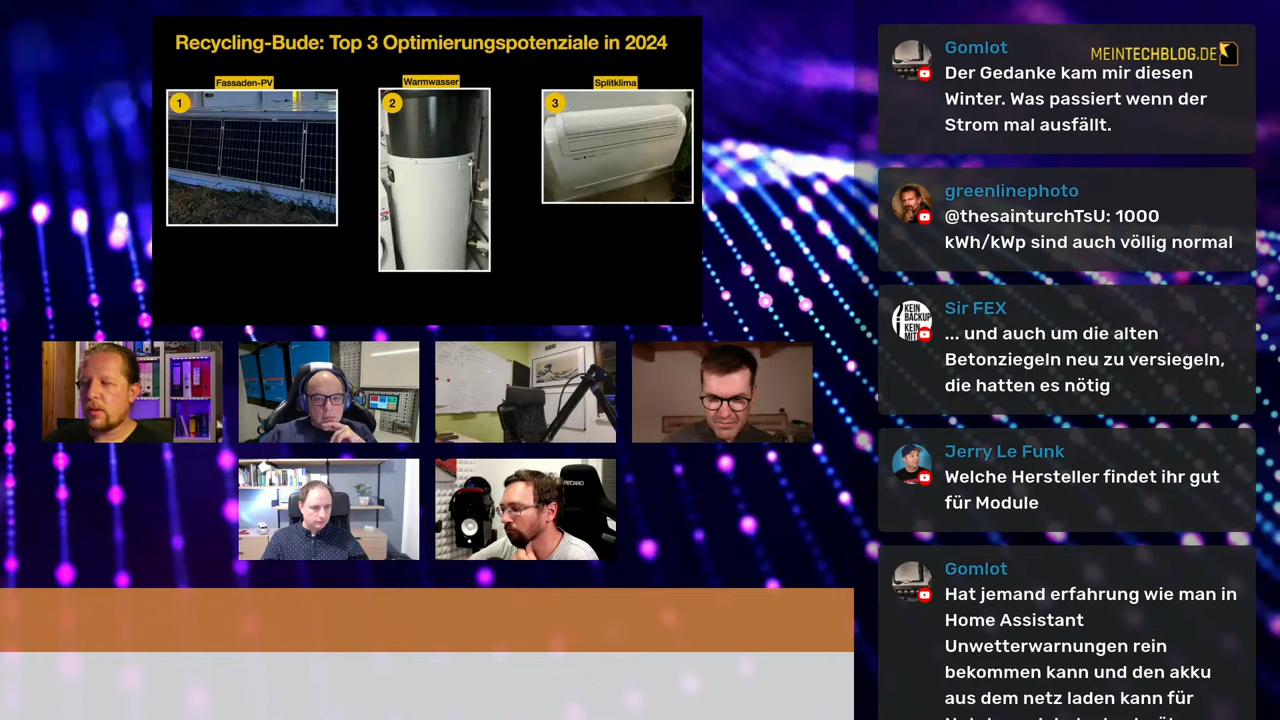 Recycling-Bude: Top 3 Optimierungspotenziale in 2024
Fassaden-PV
Warmwasser
Splitklima
1
2
3
RECARO
MEINTECHBLOG.DE
Gomlot
Der Gedanke kam mir diesen
Winter. Was passiert wenn der
Strom mal ausfällt.
greenlinephoto
@thesainturchTsU: 1000
kWh/kWp sind auch völlig normal
KEIN
BACKUP
KEIN
Sir FEX
... und auch um die alten
Betonziegeln neu zu versiegeln,
die hatten es nötig
Jerry Le Funk
Welche Hersteller findet ihr gut
für Module
Gomlot
Hat jemand erfahrung wie man in
Home Assistant
Unwetterwarnungen rein
bekommen kann und den akku
aus dem netz laden kann für